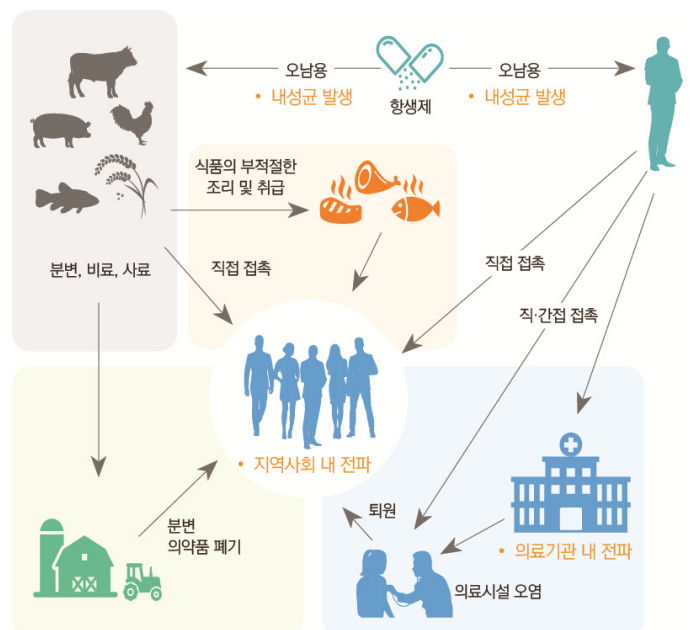 오남용
• 내성균 발생
항생제
오남용
• 내성균 발생
식품의 부적절한
조리 및 취급
분변, 비료, 사료
직접 접촉
직접 접촉
직·간접 접촉
• 지역사회 내 전파
분변
의약품 폐기
퇴원
• 의료기관 내 전파
의료시설 오염